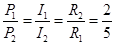 P₁/P₂ = I₁/I₂ = R₂/R₁ = 2/5